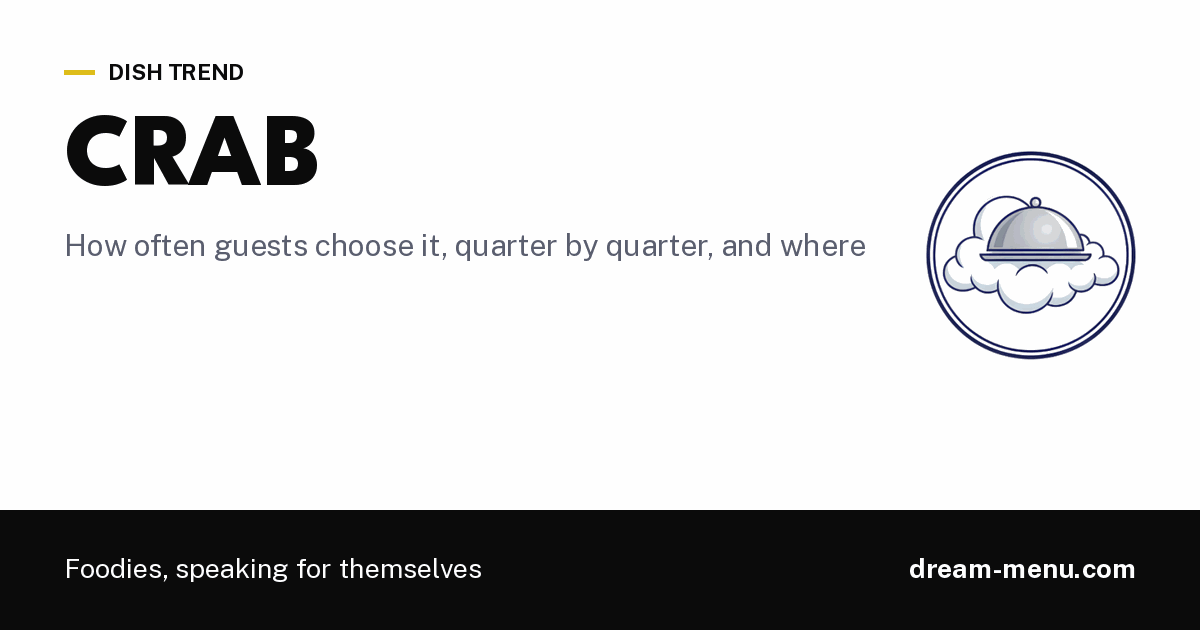 DISH TREND
CRAB
How often guests choose it, quarter by quarter, and where
Foodies, speaking for themselves
dream-menu.com